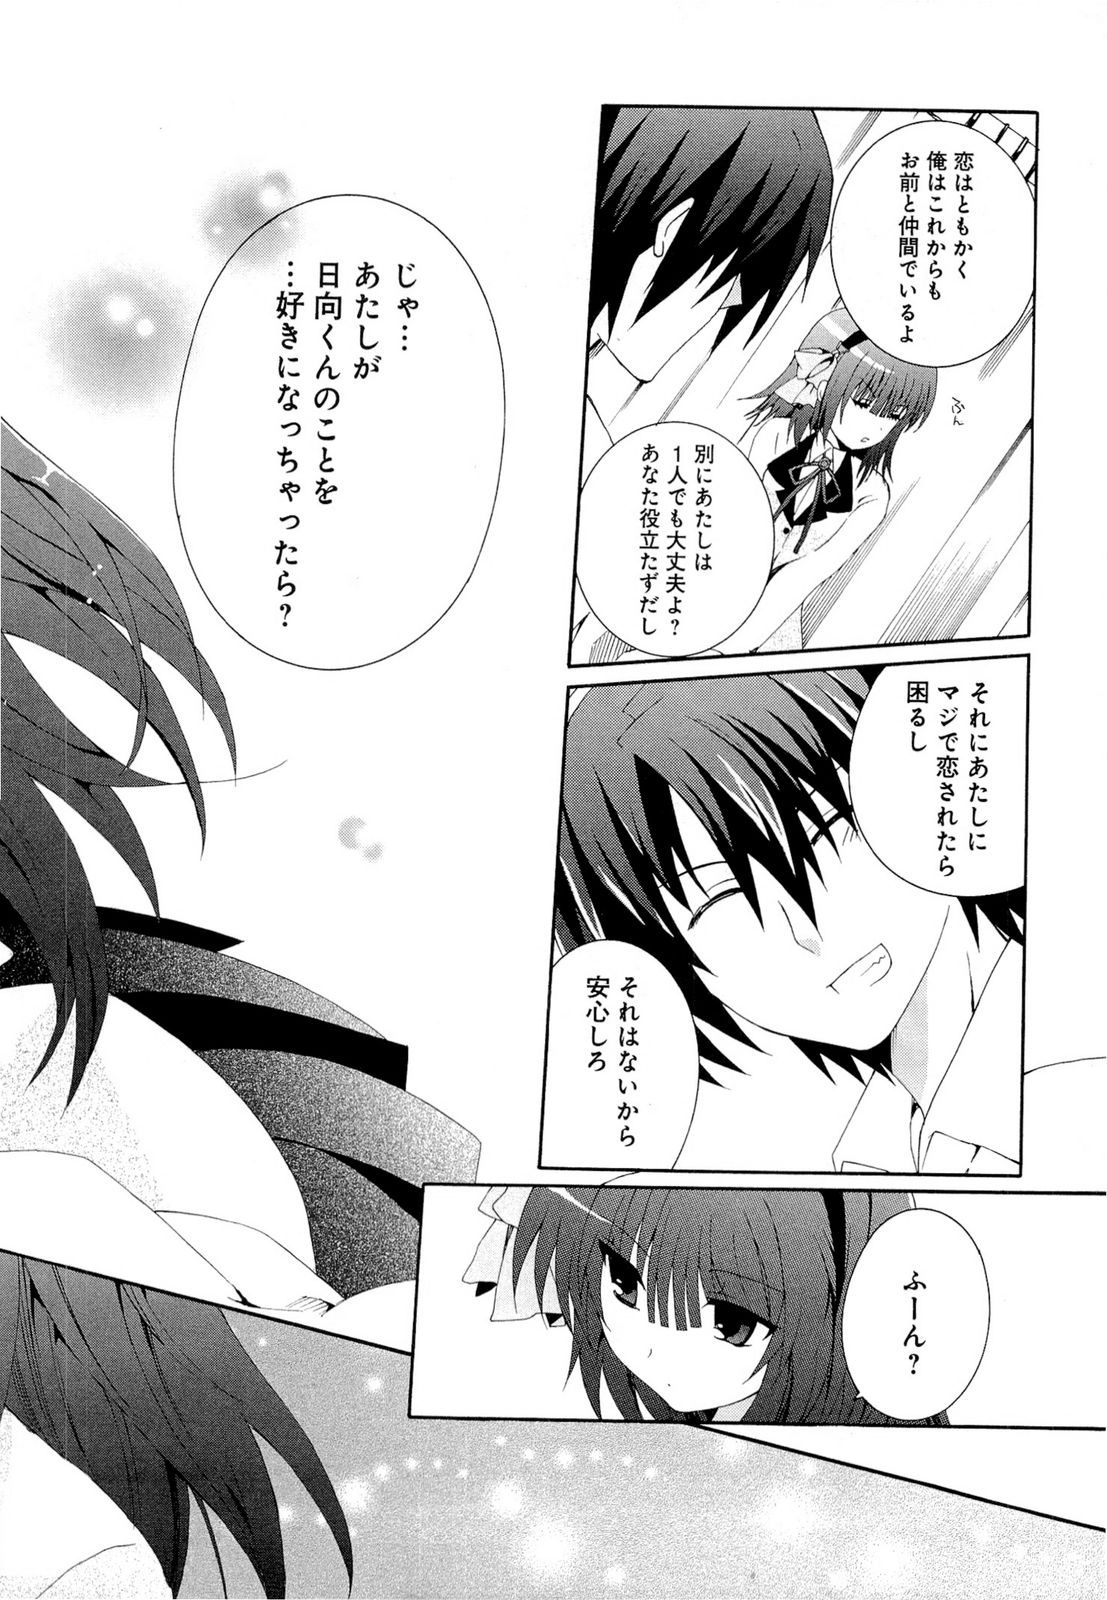 恋はともかく
俺はこれからも
お前と仲間でいるよ
ぷん
別にあたしは
1人でも大丈夫よ？
あなた役立たずだし
それにあたしに
マジで恋されたら
困るし
それはないから
安心しろ
ふーん？
じゃ…
あたしが
日向くんのことを
…好きになっちゃったら？